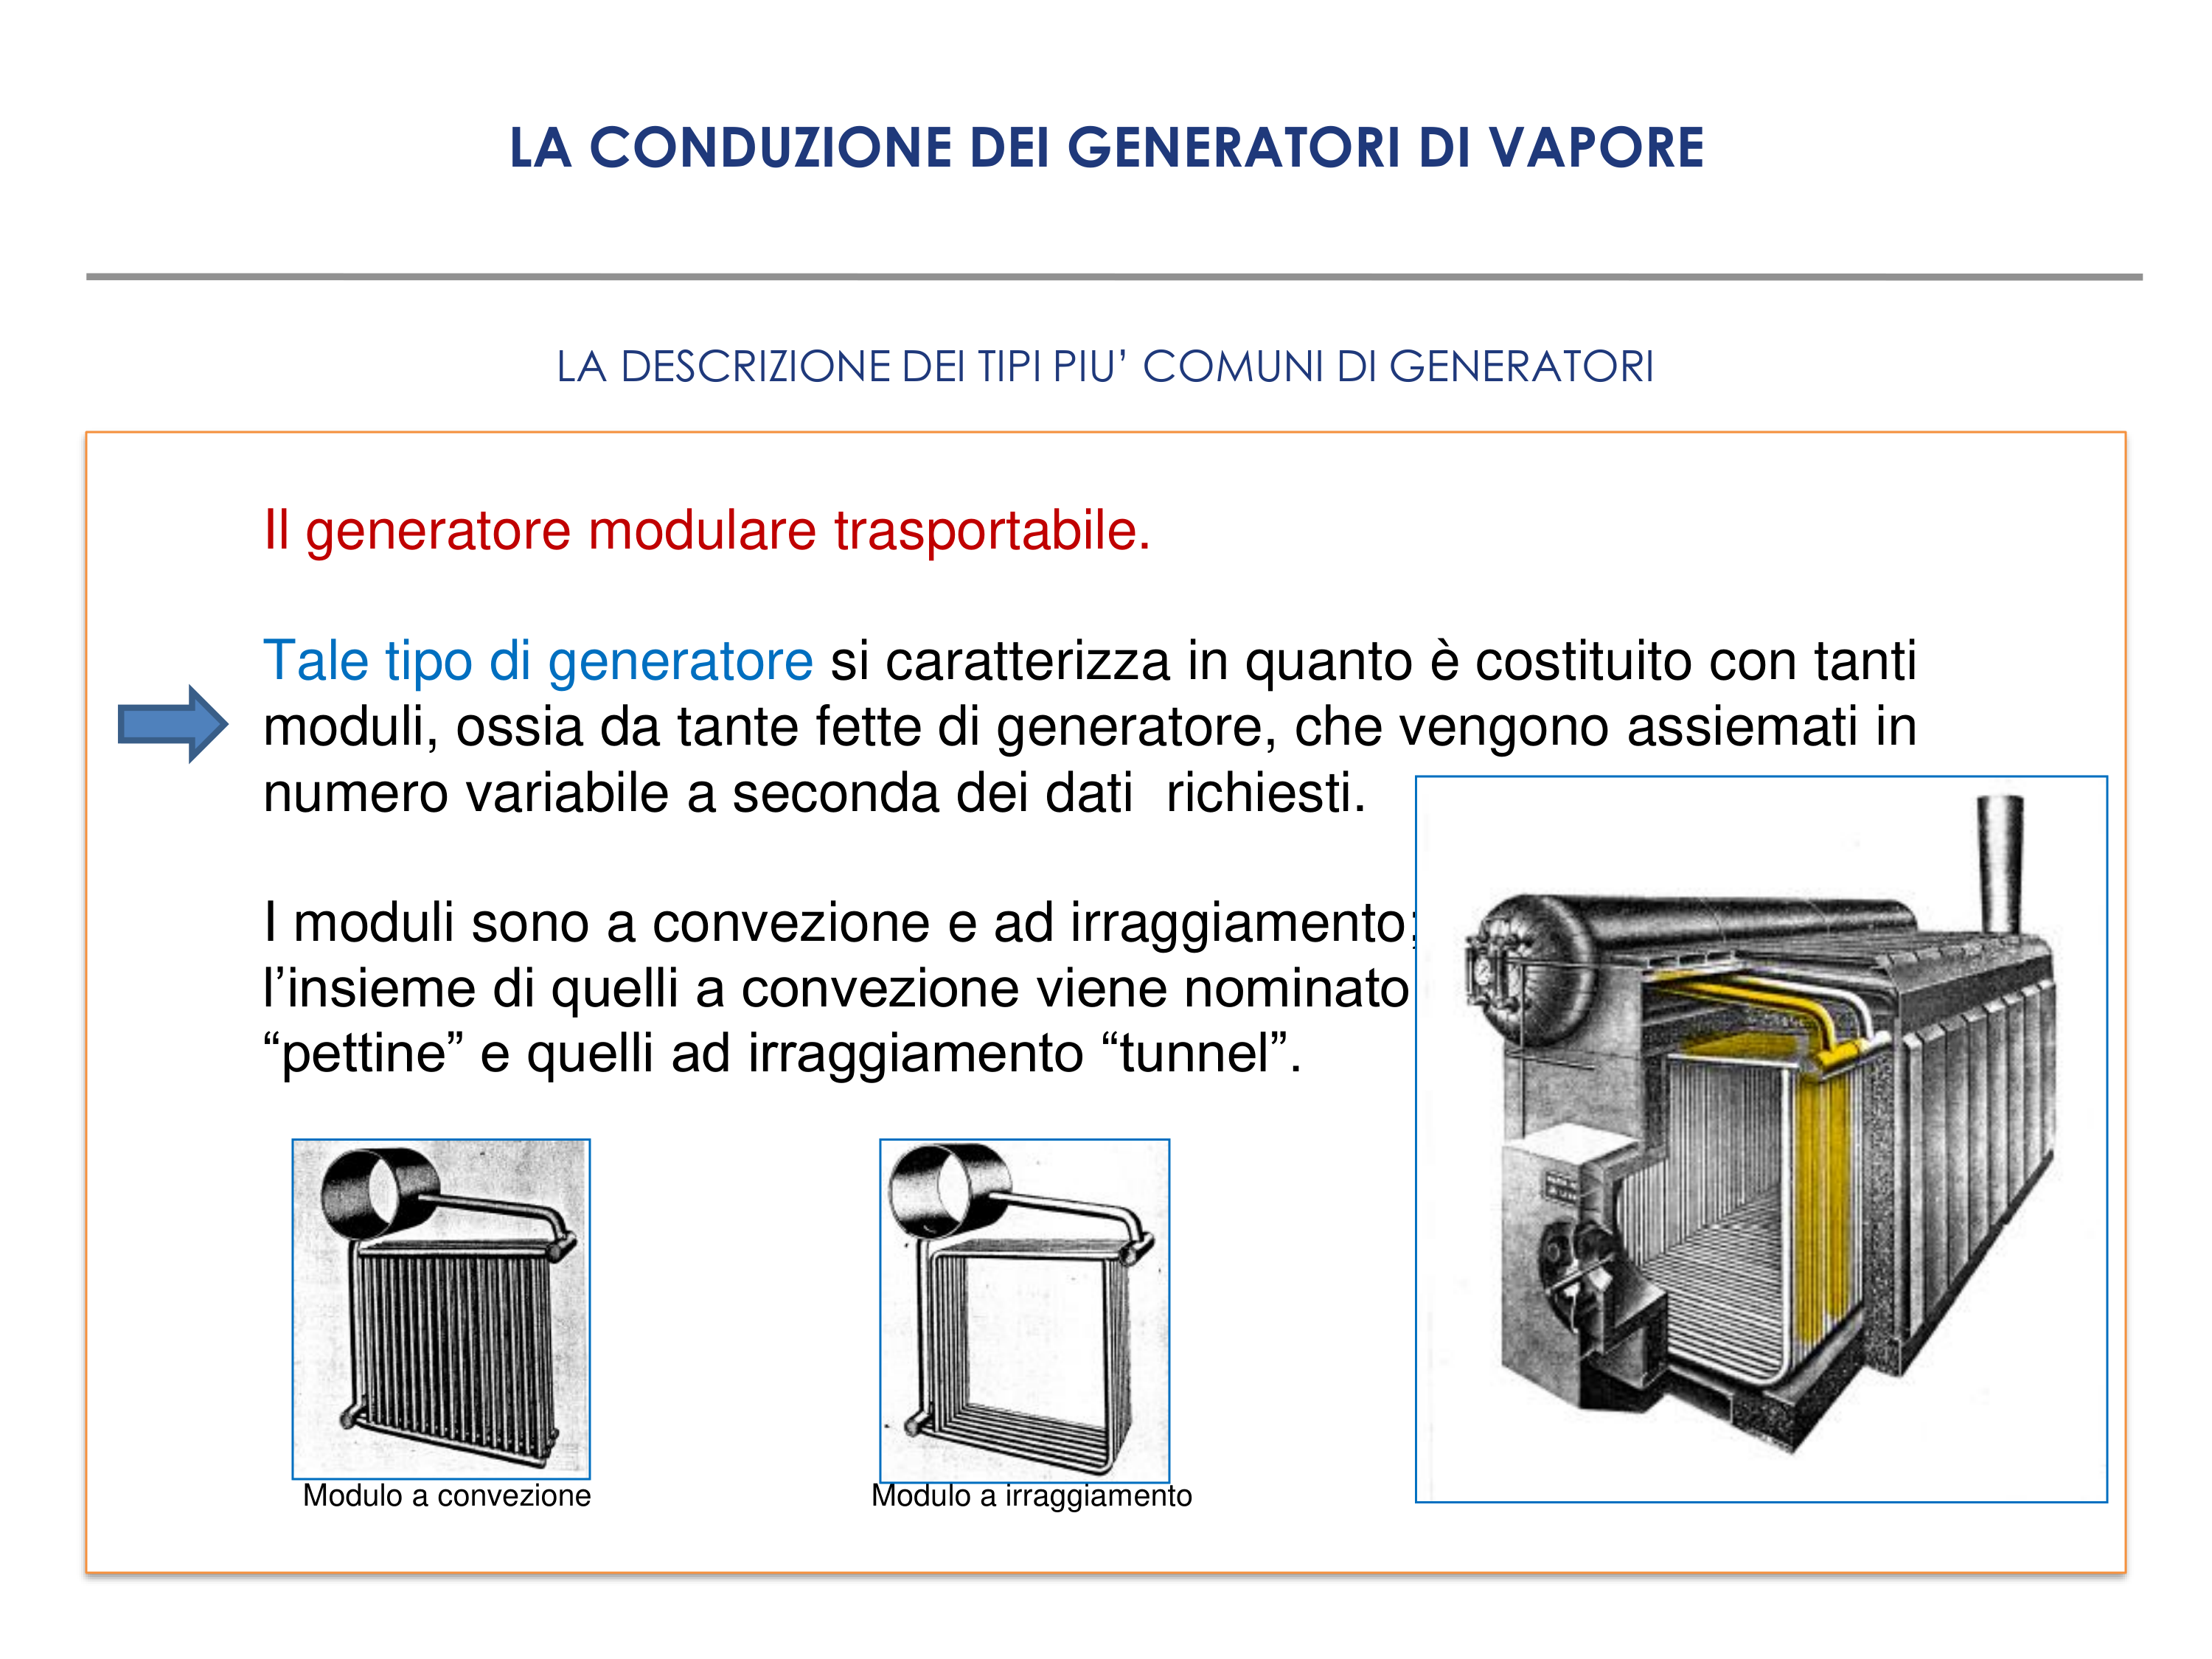 LA CONDUZIONE DEI GENERATORI DI VAPORE
LA DESCRIZIONE DEI TIPI PIU’ COMUNI DI GENERATORI
Il generatore modulare trasportabile.
Tale tipo di generatore si caratterizza in quanto è costituito con tanti
moduli, ossia da tante fette di generatore, che vengono assiemati in
numero variabile a seconda dei dati richiesti.
I moduli sono a convezione e ad irraggiamento;
l’insieme di quelli a convezione viene nominato
“pettine” e quelli ad irraggiamento “tunnel”.
Modulo a convezione
Modulo a irraggiamento